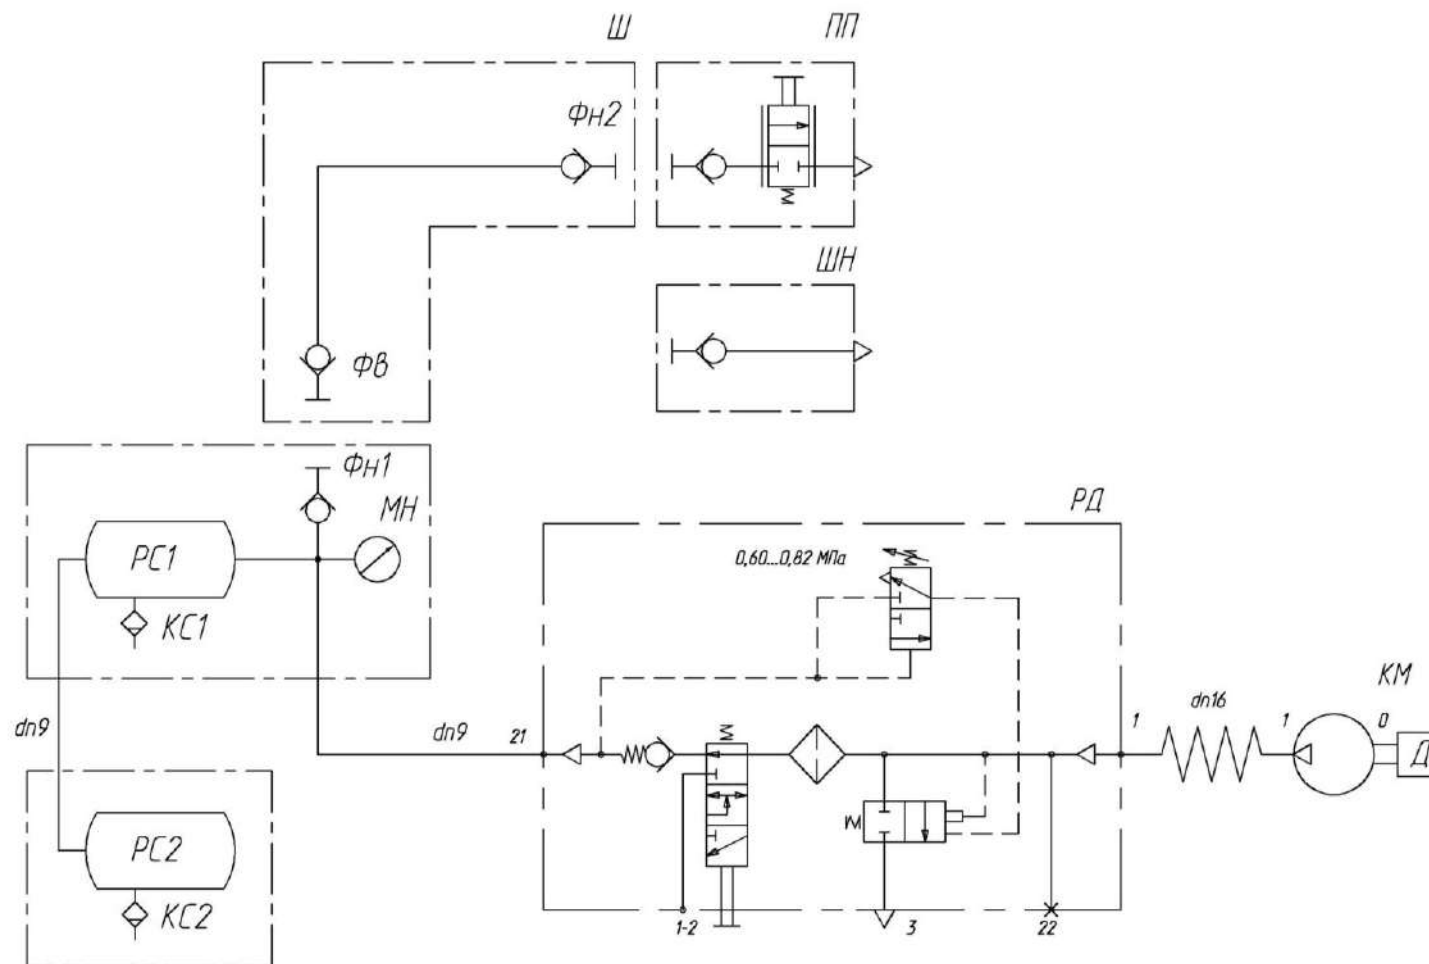 Ш
ПП
Фн2
ШН
ФВ
Фн1
МН
РД
РС1
0,60...0,82 МПа
КС1
КМ
dn9
dn9
21
1
dn16
1
0
Д
РС2
КС2
1-2
3
22